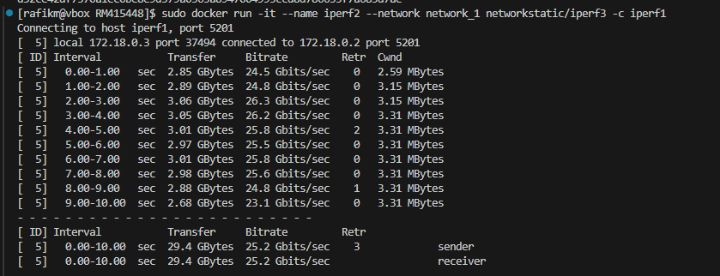 [rafikm@vbox RM415448]$ sudo docker run -it --name iperf2 --network network_1 networkstatic/iperf3 -c iperf1
Connecting to host iperf1, port 5201
[  5] local 172.18.0.3 port 37494 connected to 172.18.0.2 port 5201
[ ID] Interval           Transfer     Bitrate         Retr  Cwnd
[  5]   0.00-1.00   sec  2.85 GBytes  24.5 Gbits/sec    0   2.59 MBytes
[  5]   1.00-2.00   sec  2.89 GBytes  24.8 Gbits/sec    0   3.15 MBytes
[  5]   2.00-3.00   sec  3.06 GBytes  26.3 Gbits/sec    0   3.15 MBytes
[  5]   3.00-4.00   sec  3.05 GBytes  26.2 Gbits/sec    0   3.31 MBytes
[  5]   4.00-5.00   sec  3.01 GBytes  25.8 Gbits/sec    2   3.31 MBytes
[  5]   5.00-6.00   sec  2.97 GBytes  25.5 Gbits/sec    0   3.31 MBytes
[  5]   6.00-7.00   sec  3.01 GBytes  25.8 Gbits/sec    0   3.31 MBytes
[  5]   7.00-8.00   sec  2.98 GBytes  25.6 Gbits/sec    0   3.31 MBytes
[  5]   8.00-9.00   sec  2.88 GBytes  24.8 Gbits/sec    1   3.31 MBytes
[  5]   9.00-10.00  sec  2.68 GBytes  23.1 Gbits/sec    0   3.31 MBytes
- - - - - - - - - - - - - - - - - - - - - - - - -
[ ID] Interval           Transfer     Bitrate         Retr
[  5]   0.00-10.00  sec  29.4 GBytes  25.2 Gbits/sec    3             sender
[  5]   0.00-10.00  sec  29.4 GBytes  25.2 Gbits/sec                  receiver